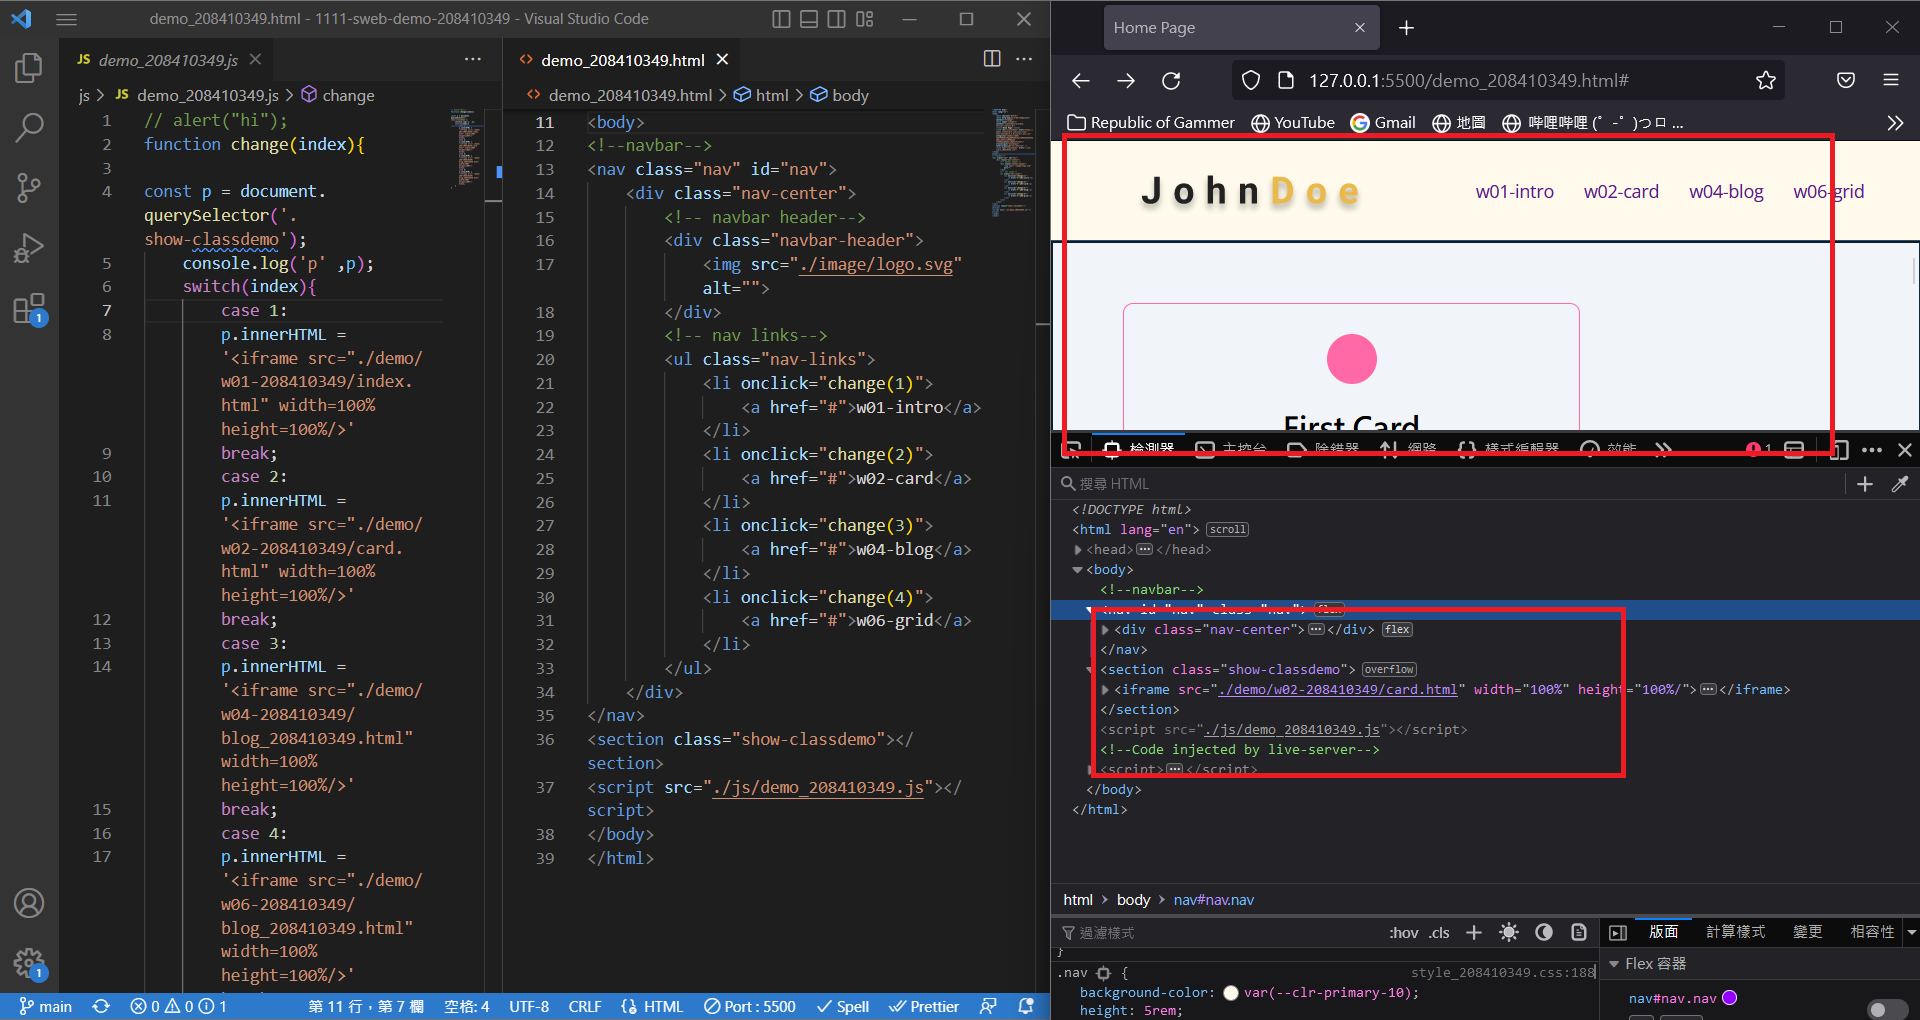 demo_208410349.html - 1111-sweb-demo-208410349 - Visual Studio Code
JS demo_208410349.js
js > JS demo_208410349.js > change
1 // alert("hi");
2 function change(index){
3
4 const p = document.
querySelector('.
show-classdemo');
5 console.log('p' ,p);
6 switch(index){
7 case 1:
8 p.innerHTML =
'<iframe src="./demo/
w01-208410349/index.
html" width=100%
height=100%/>'
9 break;
10 case 2:
11 p.innerHTML =
'<iframe src="./demo/
w02-208410349/card.
html" width=100%
height=100%/>'
12 break;
13 case 3:
14 p.innerHTML =
'<iframe src="./demo/
w04-208410349/
blog_208410349.html"
width=100%
height=100%/>'
15 break;
16 case 4:
17 p.innerHTML =
'<iframe src="./demo/
w06-208410349/
blog_208410349.html"
width=100%
height=100%/>'
demo_208410349.html
demo_208410349.html > html > body
11 <body>
12 <!--navbar-->
13 <nav class="nav" id="nav">
14 <div class="nav-center">
15 <!-- navbar header-->
16 <div class="navbar-header">
17 <img src="./image/logo.svg"
alt="">
18 </div>
19 <!-- nav links-->
20 <ul class="nav-links">
21 <li onclick="change(1)">
22 <a href="#">w01-intro</a>
23 </li>
24 <li onclick="change(2)">
25 <a href="#">w02-card</a>
26 </li>
27 <li onclick="change(3)">
28 <a href="#">w04-blog</a>
29 </li>
30 <li onclick="change(4)">
31 <a href="#">w06-grid</a>
32 </li>
33 </ul>
34 </div>
35 </nav>
36 <section class="show-classdemo"></
section>
37 <script src="./js/demo_208410349.js"></
script>
38 </body>
39 </html>
1
1
main 0 0 1 第 11 行，第 7 欄 空格: 4 UTF-8 CRLF HTML Port : 5500 Spell Prettier
Home Page
127.0.0.1:5500/demo_208410349.html#
Republic of Gammer YouTube Gmail 地圖 哔哩哔哩 (゜-゜)つロ ...
JohnDoe w01-intro w02-card w04-blog w06-grid
First Card
檢測器 主控台 除錯器 網路 樣式編輯器 效能 1
搜尋 HTML
<!DOCTYPE html>
<html lang="en"> scroll
<head> ··· </head>
<body>
<!--navbar-->
<nav id="nav" class="nav"> flex
<div class="nav-center"> ··· </div> flex
</nav>
<section class="show-classdemo"> overflow
<iframe src="./demo/w02-208410349/card.html" width="100%" height="100%/"> ··· </iframe>
</section>
<script src="./js/demo_208410349.js"></script>
<!--Code injected by live-server-->
<script> ··· </script>
</body>
</html>
html > body > nav#nav.nav
過濾樣式 :hov .cls
版面 計算樣式 變更 相容性
}
.nav { style_208410349.css:188
background-color: var(--clr-primary-10);
height: 5rem;
Flex 容器
nav#nav.nav